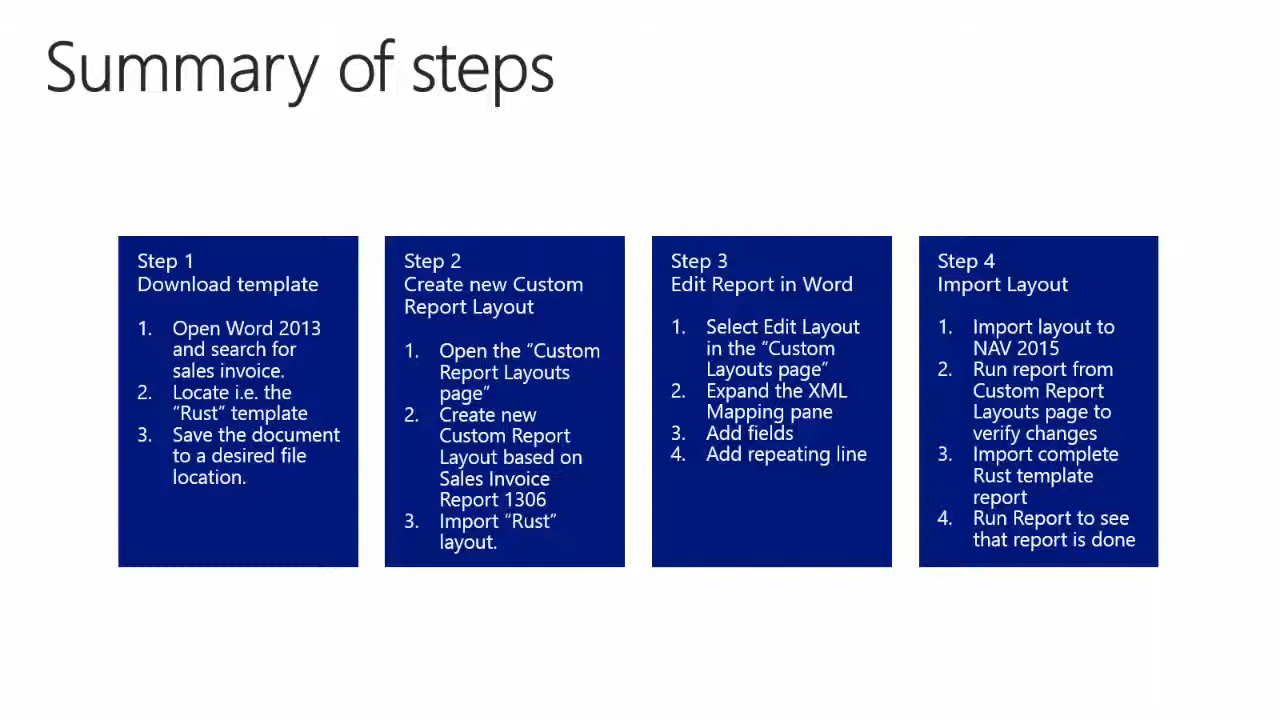 Summary of steps
Step 1
Download template
1. Open Word 2013
and search for
sales invoice.
2. Locate i.e. the
“Rust” template
3. Save the document
to a desired file
location.
Step 2
Create new Custom
Report Layout
1. Open the “Custom
Report Layouts
page”
2. Create new
Custom Report
Layout based on
Sales Invoice
Report 1306
3. Import “Rust”
layout.
Step 3
Edit Report in Word
1. Select Edit Layout
in the “Custom
Layouts page”
2. Expand the XML
Mapping pane
3. Add fields
4. Add repeating line
Step 4
Import Layout
1. Import layout to
NAV 2015
2. Run report from
Custom Report
Layouts page to
verify changes
3. Import complete
Rust template
report
4. Run Report to see
that report is done